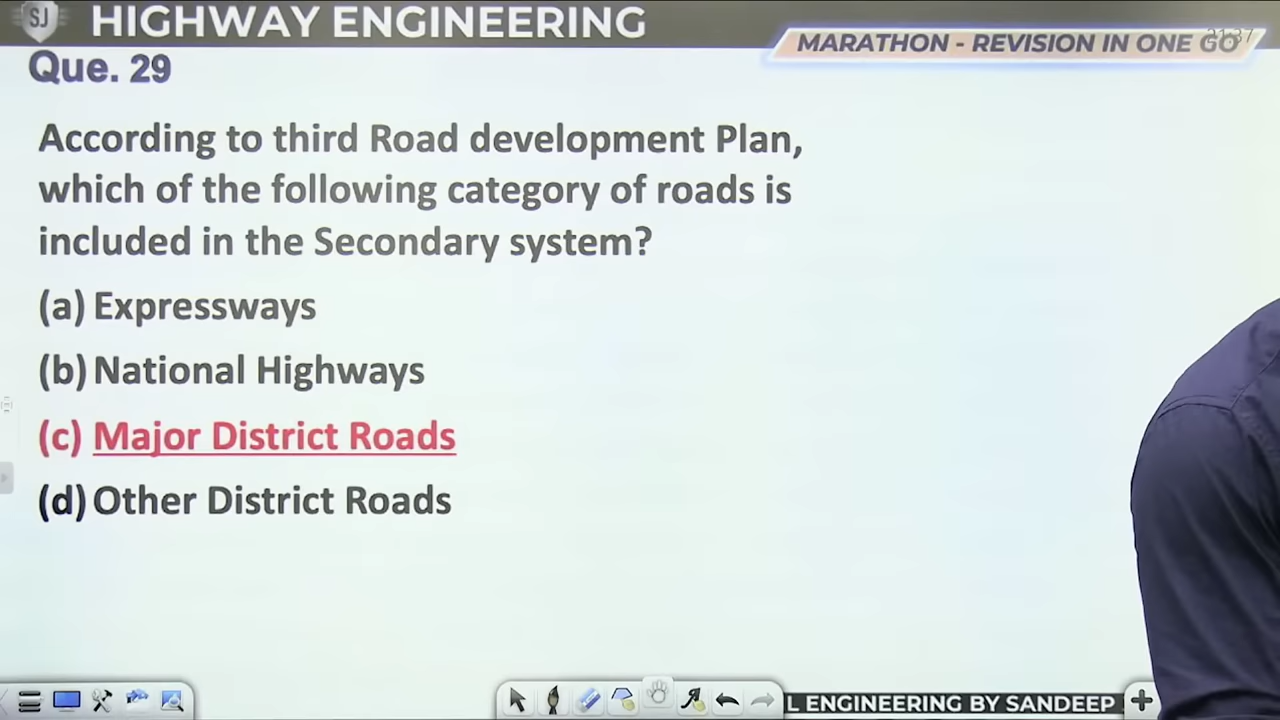 SJ
HIGHWAY ENGINEERING
MARATHON - REVISION IN ONE GO
21:37
Que. 29
According to third Road development Plan,
which of the following category of roads is
included in the Secondary system?
(a) Expressways
(b) National Highways
(c) Major District Roads
(d) Other District Roads
L ENGINEERING BY SANDEEP